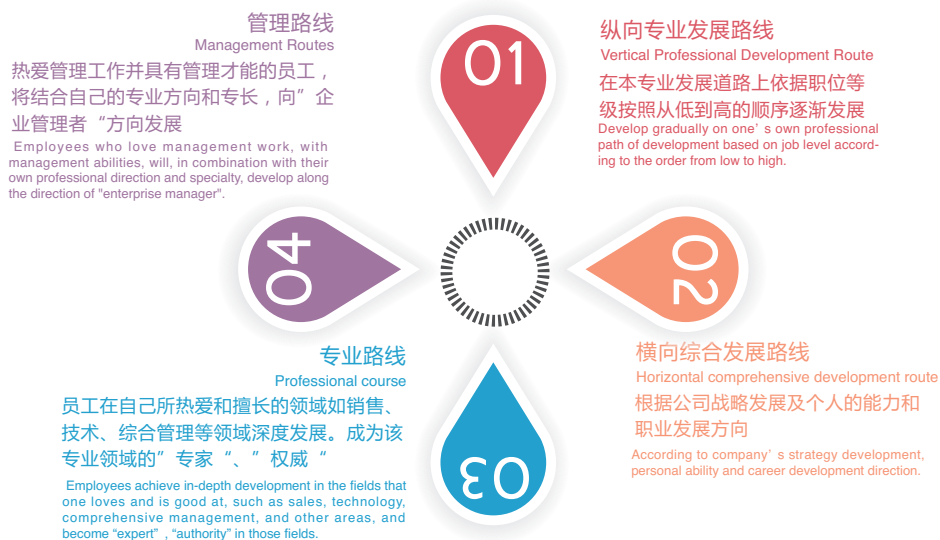 管理路线
Management Routes
热爱管理工作并具有管理才能的员工，
将结合自己的专业方向和专长，向”企
业管理者“方向发展
Employees who love management work, with
management abilities, will, in combination with their
own professional direction and specialty, develop along
the direction of "enterprise manager".
01
纵向专业发展路线
Vertical Professional Development Route
在本专业发展道路上依据职位等
级按照从低到高的顺序逐渐发展
Develop gradually on one’s own professional
path of development based on job level accord-
ing to the order from low to high.
04
02
专业路线
Professional course
员工在自己所热爱和擅长的领域如销售、
技术、综合管理等领域深度发展。成为该
专业领域的”专家“、”权威“
Employees achieve in-depth development in the fields that
one loves and is good at, such as sales, technology,
comprehensive management, and other areas, and
become “expert”, “authority” in those fields.
03
横向综合发展路线
Horizontal comprehensive development route
根据公司战略发展及个人的能力和
职业发展方向
According to company’s strategy development,
personal ability and career development direction.